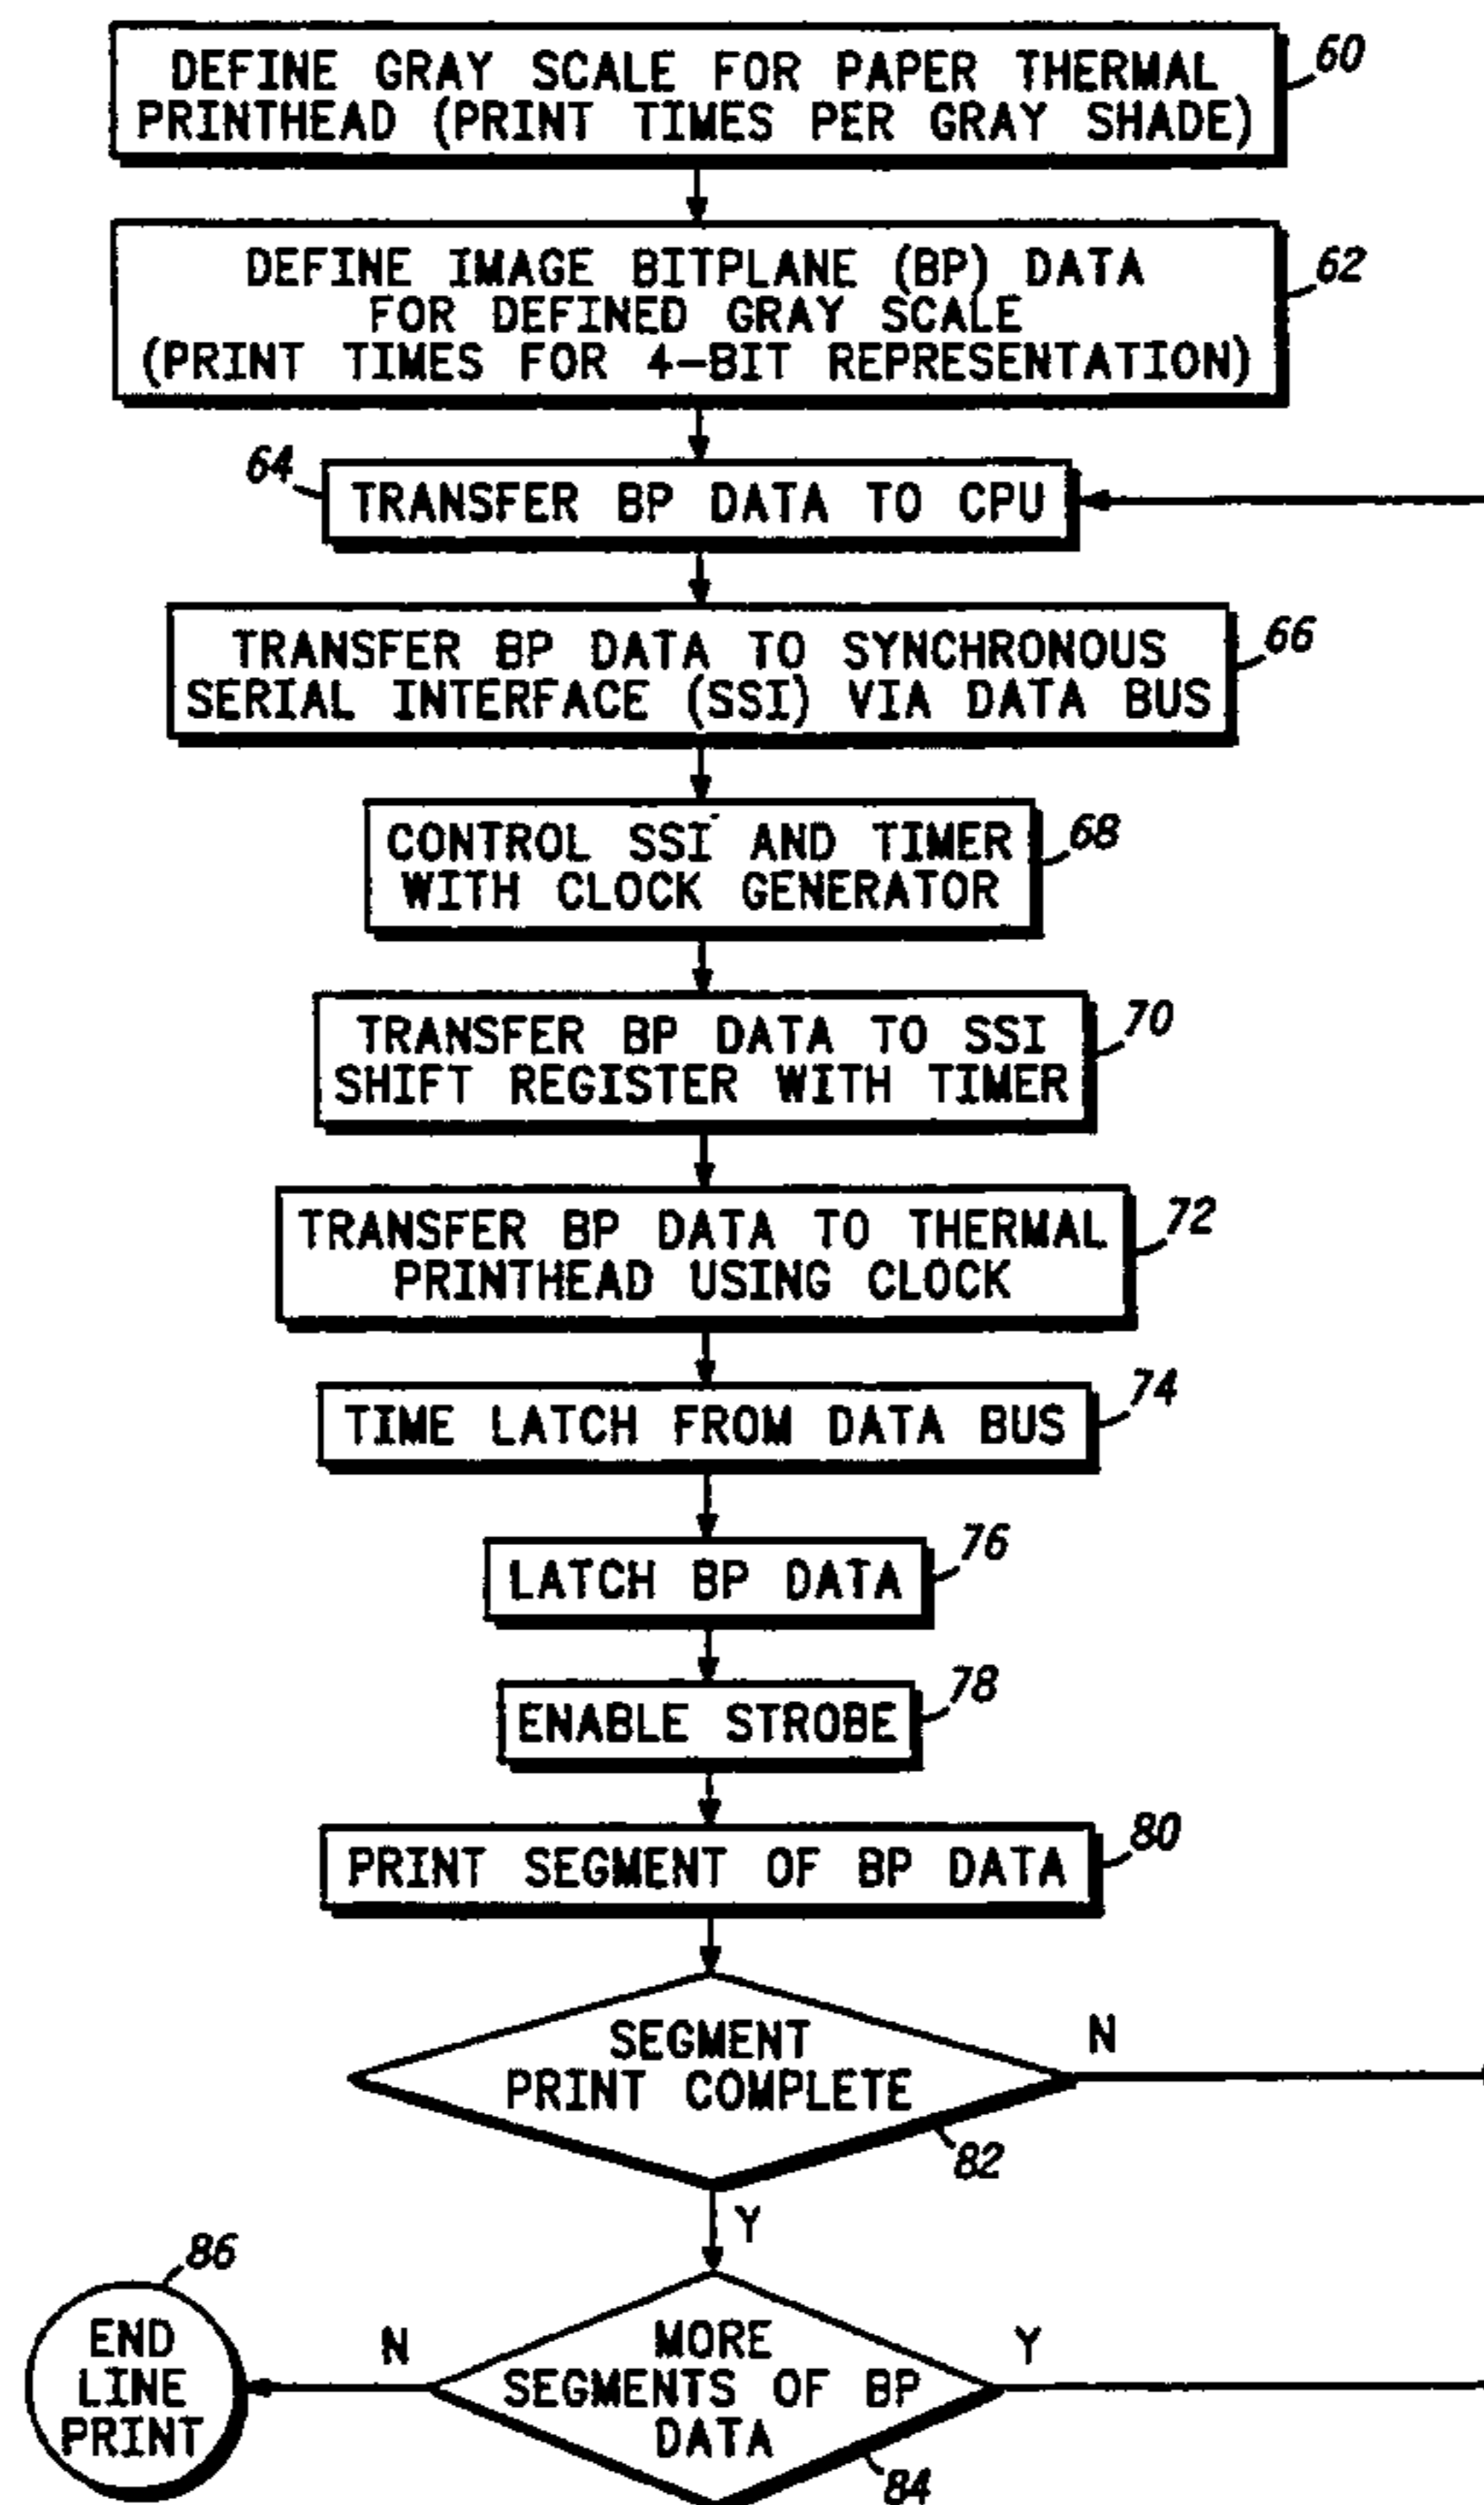 DEFINE GRAY SCALE FOR PAPER THERMAL
PRINTHEAD (PRINT TIMES PER GRAY SHADE)
60
DEFINE IMAGE BITPLANE (BP) DATA
FOR DEFINED GRAY SCALE
(PRINT TIMES FOR 4-BIT REPRESENTATION)
62
64
TRANSFER BP DATA TO CPU
TRANSFER BP DATA TO SYNCHRONOUS
SERIAL INTERFACE (SSI) VIA DATA BUS
66
CONTROL SSI AND TIMER
WITH CLOCK GENERATOR
68
TRANSFER BP DATA TO SSI
SHIFT REGISTER WITH TIMER
70
TRANSFER BP DATA TO THERMAL
PRINTHEAD USING CLOCK
72
TIME LATCH FROM DATA BUS
74
LATCH BP DATA
76
ENABLE STROBE
78
PRINT SEGMENT OF BP DATA
80
SEGMENT
PRINT COMPLETE
N
82
Y
86
END
LINE
PRINT
N
MORE
SEGMENTS OF BP
DATA
Y
84